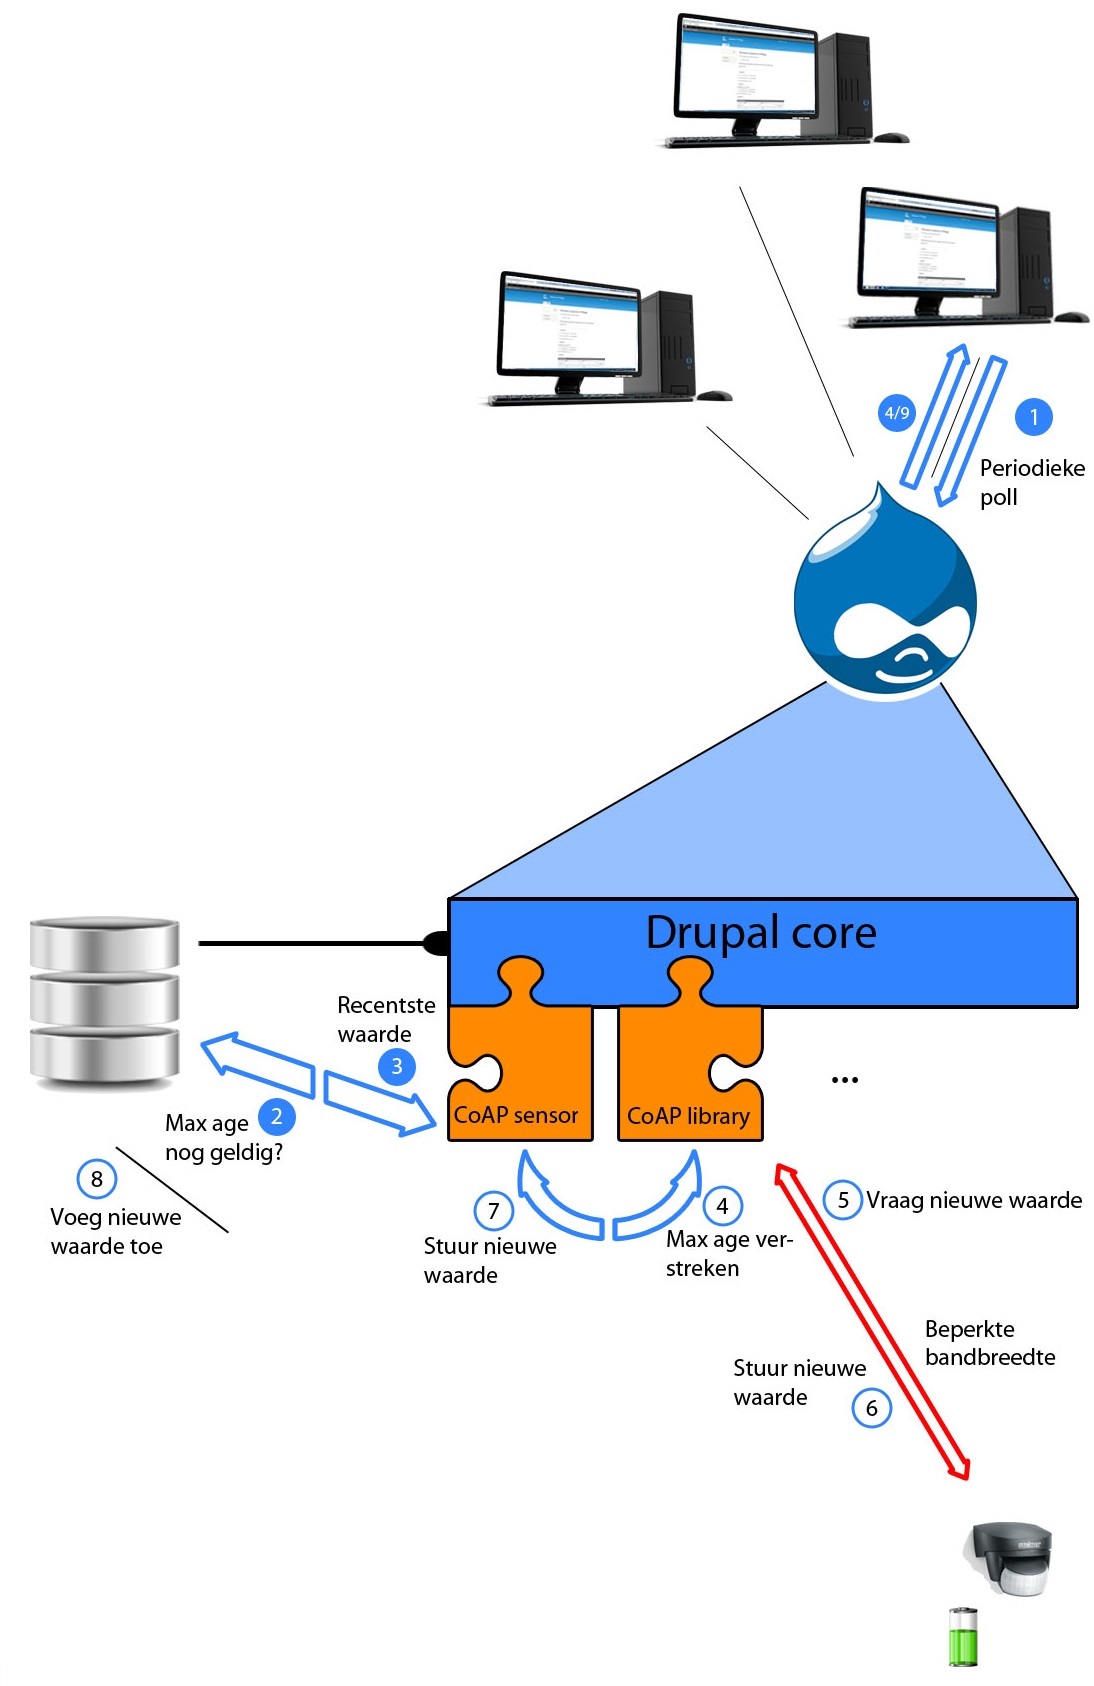 4/9
1
Periodieke
poll
Drupal core
Recentste
waarde
3
2
Max age
nog geldig?
8
Voeg nieuwe
waarde toe
CoAP sensor
CoAP library
...
7
Stuur nieuwe
waarde
4
Max age ver-
streken
5 Vraag nieuwe waarde
Beperkte
bandbreedte
Stuur nieuwe
waarde
6